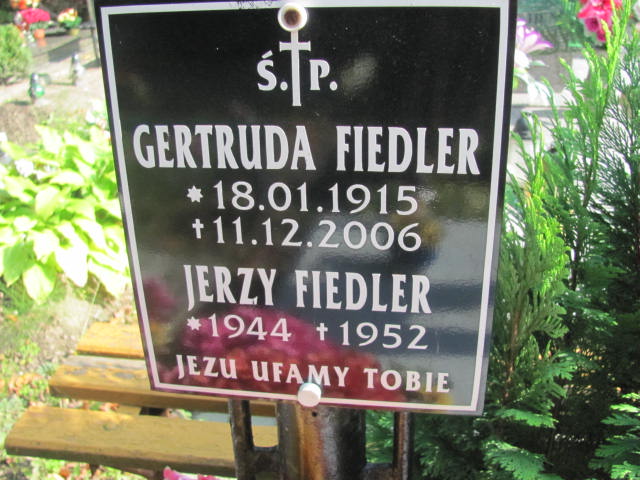 Ś.P.
GERTRUDA FIEDLER
* 18.01.1915
† 11.12.2006
JERZY FIEDLER
* 1944 † 1952
JEZU UFAMY TOBIE